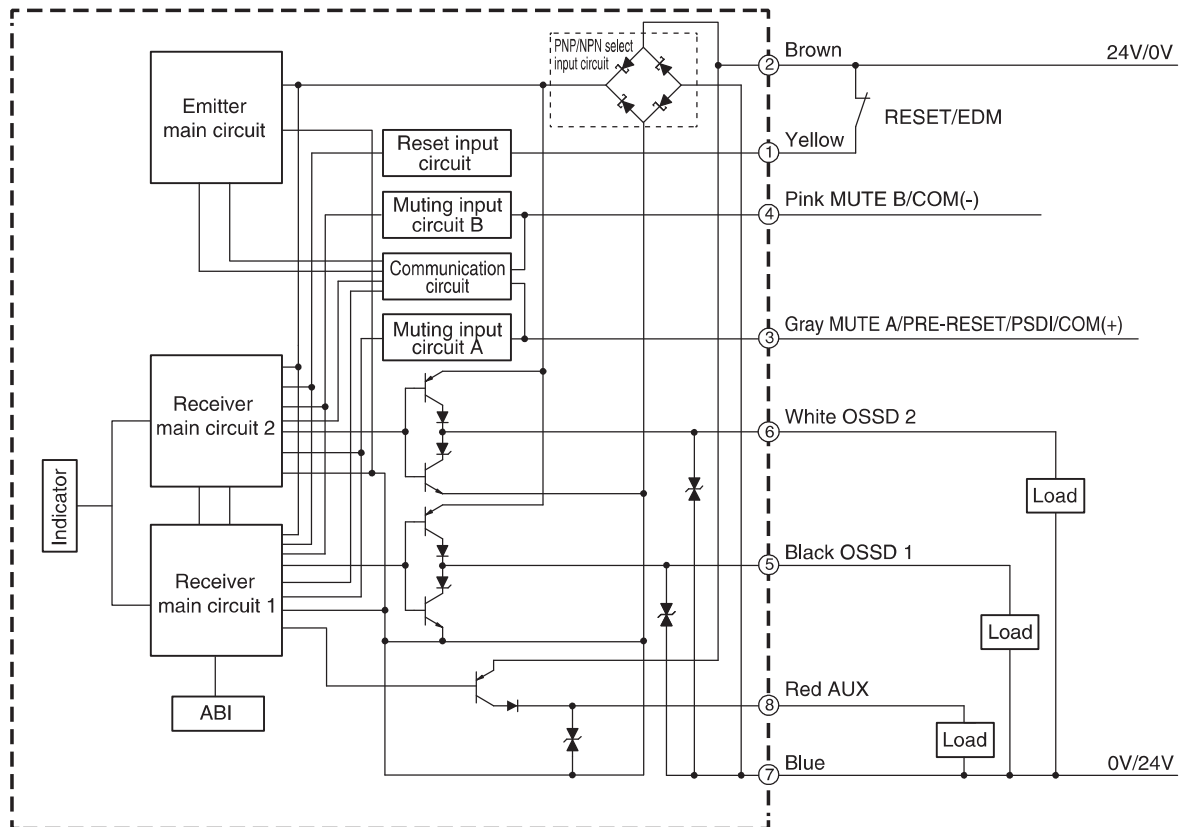 PNP/NPN select
input circuit
② Brown
24V/0V
Emitter
main circuit
RESET/EDM
Reset input
circuit
① Yellow
Muting input
circuit B
④ Pink MUTE B/COM(-)
Communication
circuit
Muting input
circuit A
③ Gray MUTE A/PRE-RESET/PSDI/COM(+)
Receiver
main circuit 2
⑥ White OSSD 2
Load
Indicator
Receiver
main circuit 1
⑤ Black OSSD 1
Load
ABI
⑧ Red AUX
Load
⑦ Blue
0V/24V